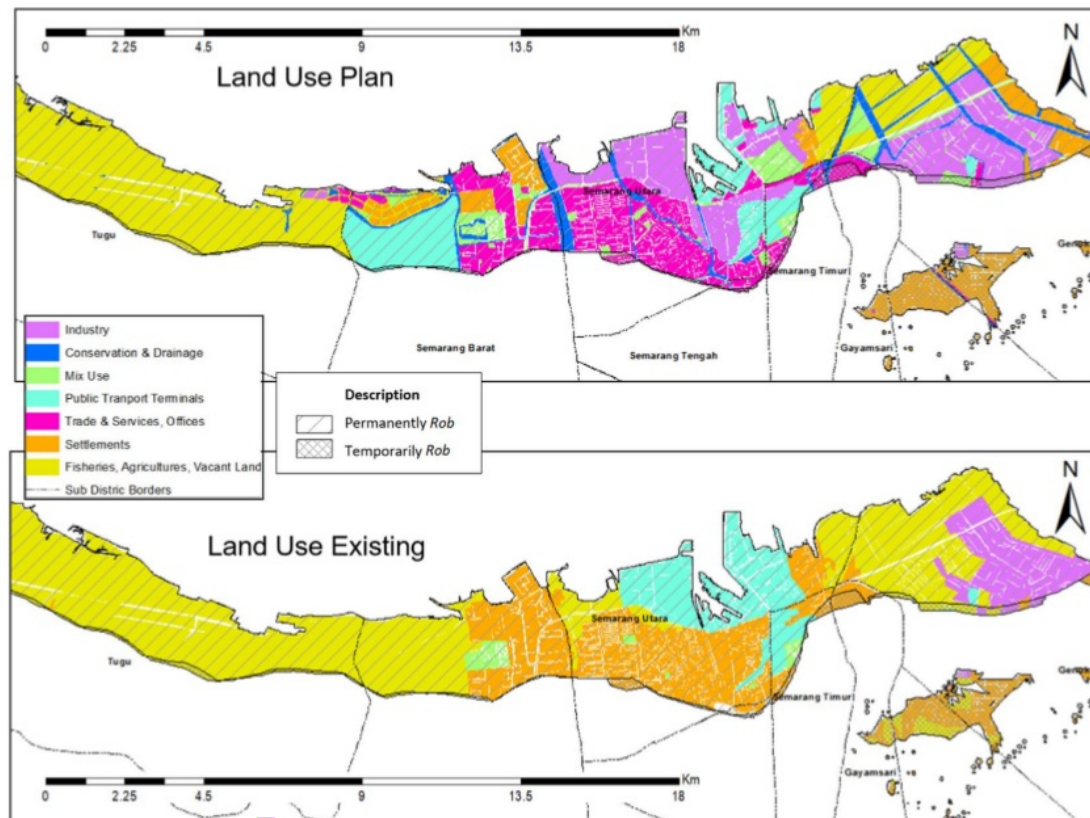 Km
0 2.25 4.5 9 13.5 18
N
Land Use Plan
Tugu
Semarang Utara
Semarang Timur
Semarang Barat
Semarang Tengah
Gayamsari
Industry
Conservation & Drainage
Mix Use
Public Tranport Terminals
Trade & Services, Offices
Settlements
Fisheries, Agricultures, Vacant Land
Sub Distric Borders
Description
Permanently Rob
Temporarily Rob
N
Land Use Existing
Tugu
Semarang Utara
Semarang Timur
Gayamsari
Km
0 2.25 4.5 9 13.5 18